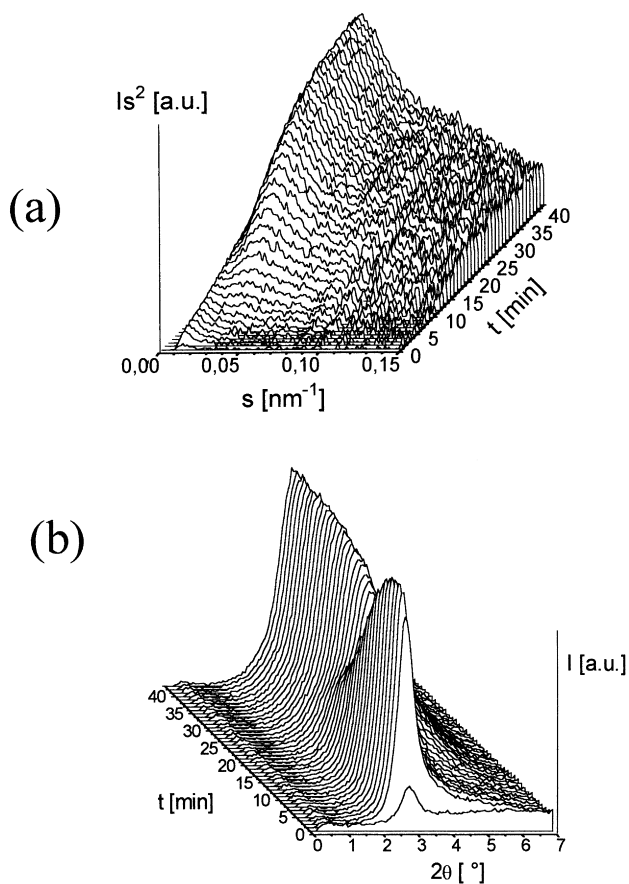 (a)
Is² [a.u.]
0,00 0,05 0,10 0,15
s [nm⁻¹]
0 5 10 15 20 25 30 35 40
t [min]
(b)
I [a.u.]
40 35 30 25 20 15 10 5 0
t [min]
0 1 2 3 4 5 6 7
2θ [ °]